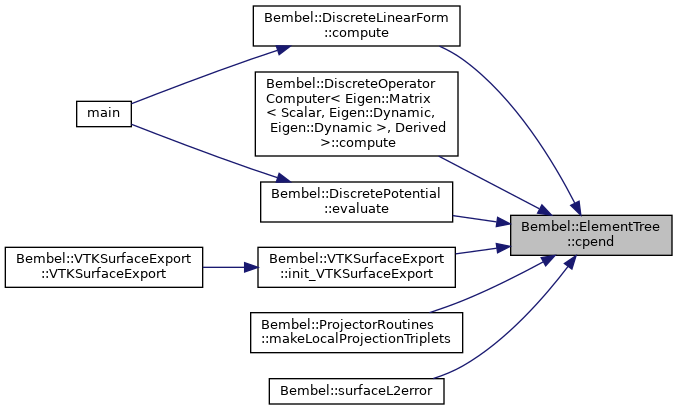 Bembel::DiscreteLinearForm
::compute
Bembel::DiscreteOperator
Computer< Eigen::Matrix
< Scalar, Eigen::Dynamic,
Eigen::Dynamic >, Derived
>::compute
main
Bembel::DiscretePotential
::evaluate
Bembel::ElementTree
::cpend
Bembel::VTKSurfaceExport
::VTKSurfaceExport
Bembel::VTKSurfaceExport
::init_VTKSurfaceExport
Bembel::ProjectorRoutines
::makeLocalProjectionTriplets
Bembel::surfaceL2error